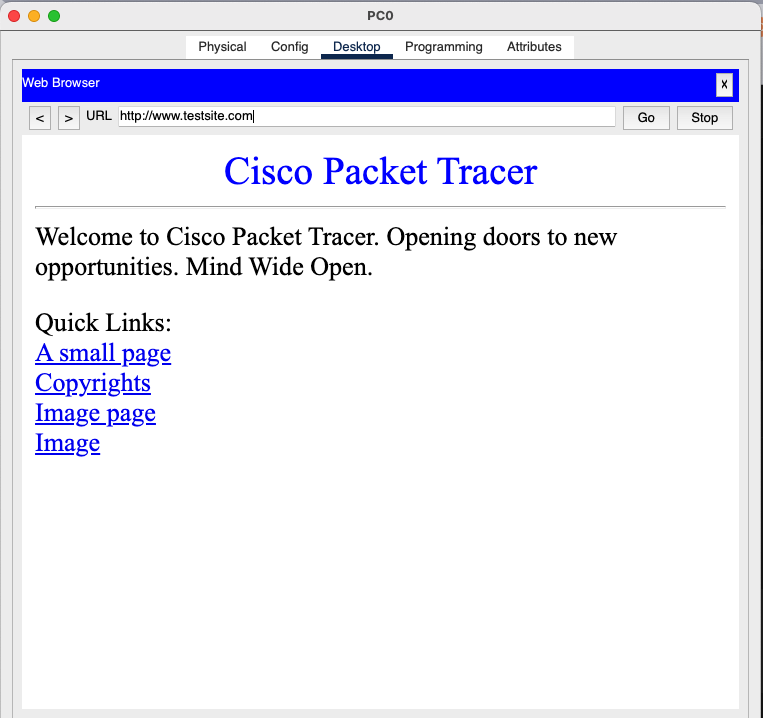 PC0
Physical Config Desktop Programming Attributes
Web Browser X
< > URL http://www.testsite.com Go Stop
Cisco Packet Tracer
Welcome to Cisco Packet Tracer. Opening doors to new
opportunities. Mind Wide Open.
Quick Links:
A small page
Copyrights
Image page
Image